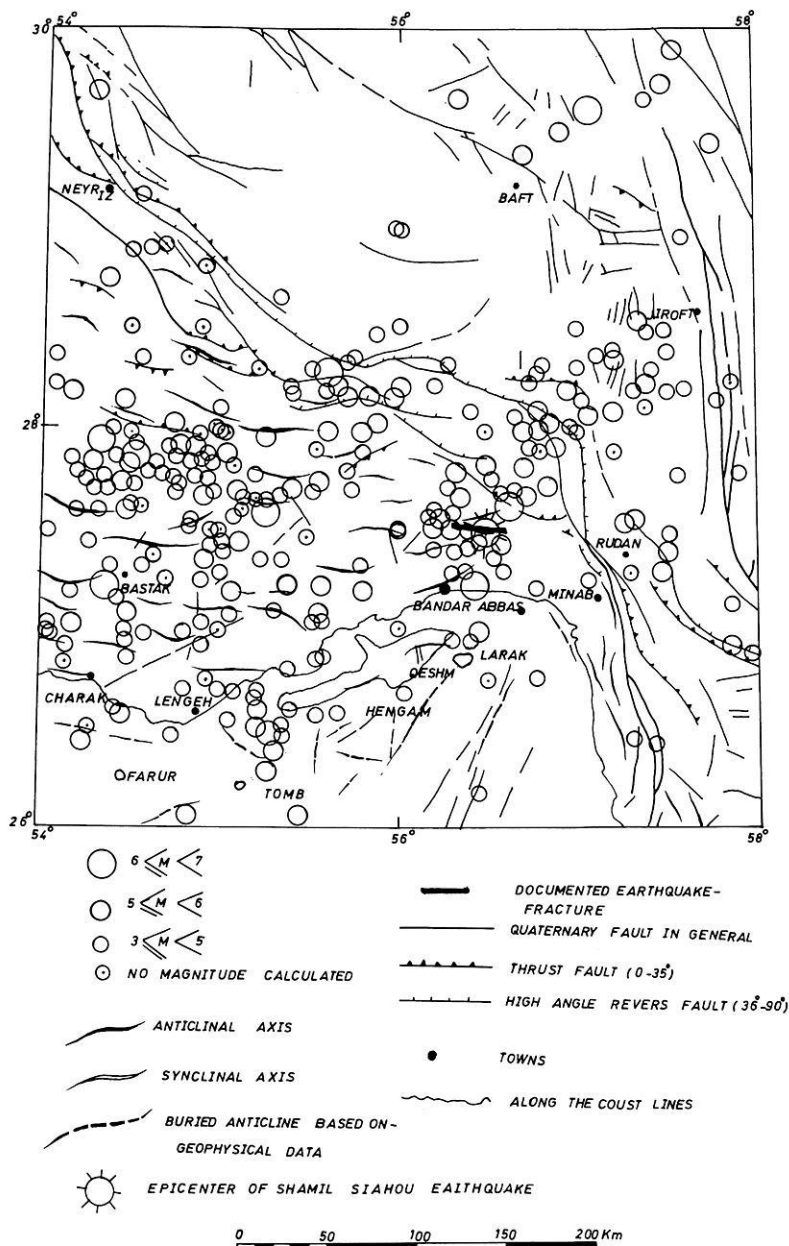 54° 56° 58°
30°
NEYRIZ
BAFT
JIROFT
28°
RUDAN
BASTAK
BANDAR ABBAS MINAB
LARAK
QESHM
CHARAK
LENGEH
HENGAM
FARUR
TOMB
26°
54° 56° 58°
6 ≤ M < 7
5 ≤ M < 6
3 ≤ M < 5
NO MAGNITUDE CALCULATED
ANTICLINAL AXIS
SYNCLINAL AXIS
BURIED ANTICLINE BASED ON-
GEOPHYSICAL DATA
EPICENTER OF SHAMIL SIAHOU EAITHQUAKE
DOCUMENTED EARTHQUAKE-
FRACTURE
QUATERNARY FAULT IN GENERAL
THRUST FAULT (0-35°)
HIGH ANGLE REVERS FAULT (36°-90°)
TOWNS
ALONG THE COUST LINES
0 50 100 150 200 Km